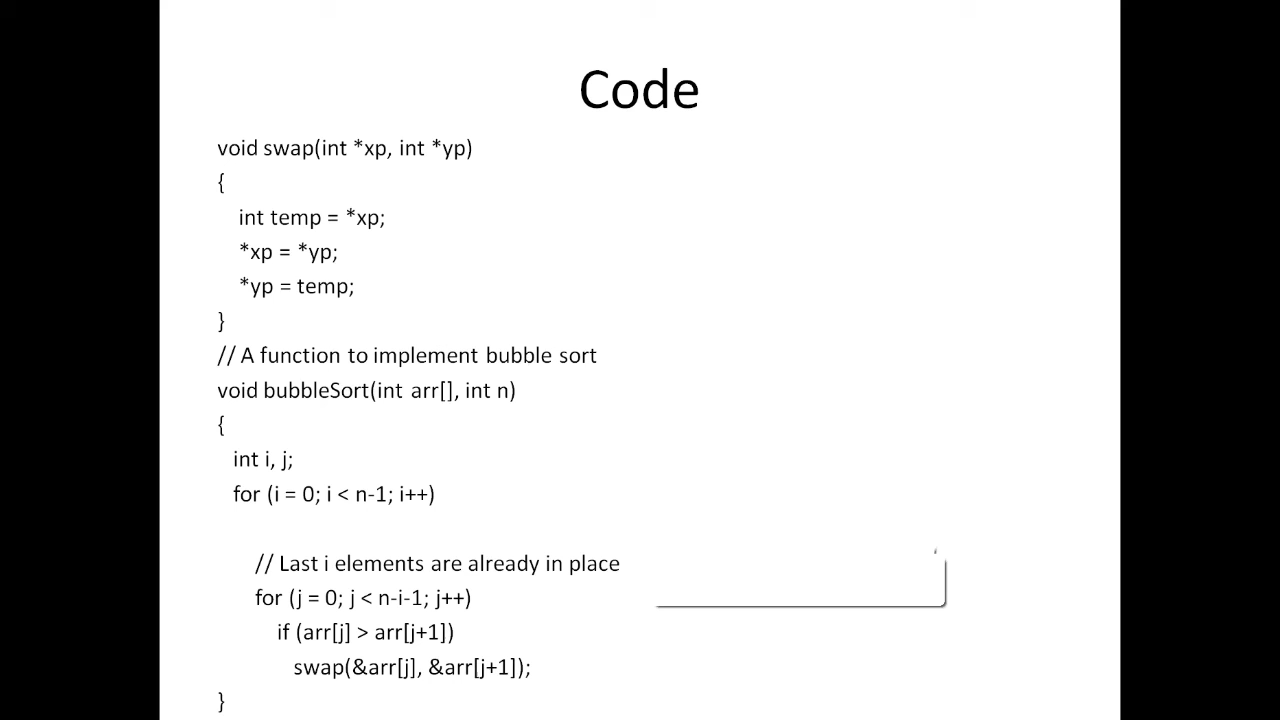 Code
void swap(int *xp, int *yp)
{
int temp = *xp;
*xp = *yp;
*yp = temp;
}
// A function to implement bubble sort
void bubbleSort(int arr[], int n)
{
int i, j;
for (i = 0; i < n-1; i++)
// Last i elements are already in place
for (j = 0; j < n-i-1; j++)
if (arr[j] > arr[j+1])
swap(&arr[j], &arr[j+1]);
}